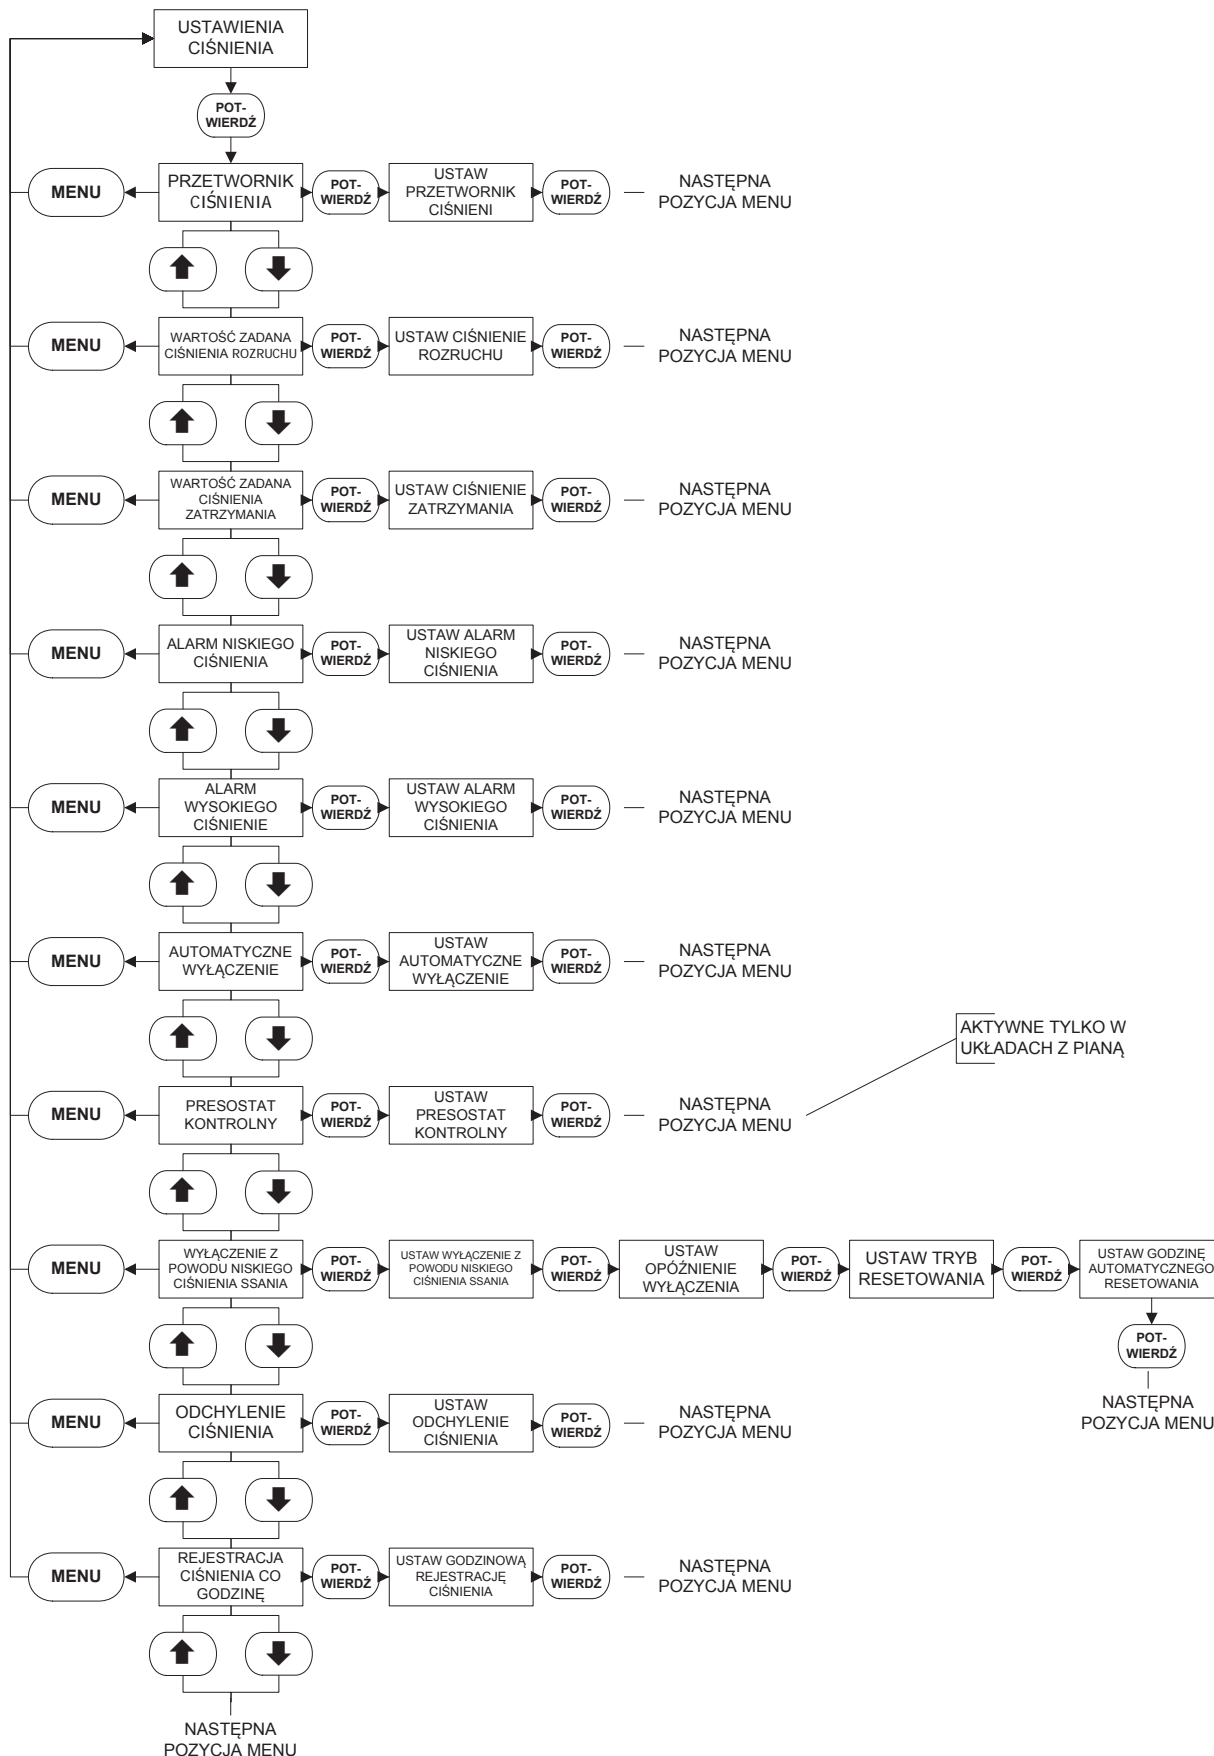 USTAWIENIA
CIŚNIENIA
POT-
WIERDŹ
MENU
PRZETWORNIK
CIŚNIENIA
POT-
WIERDŹ
USTAW
PRZETWORNIK
CIŚNIENI
POT-
WIERDŹ
NASTĘPNA
POZYCJA MENU
MENU
WARTOŚĆ ZADANA
CIŚNIENIA ROZRUCHU
POT-
WIERDŹ
USTAW CIŚNIENIE
ROZRUCHU
POT-
WIERDŹ
NASTĘPNA
POZYCJA MENU
MENU
WARTOŚĆ ZADANA
CIŚNIENIA
ZATRZYMANIA
POT-
WIERDŹ
USTAW CIŚNIENIE
ZATRZYMANIA
POT-
WIERDŹ
NASTĘPNA
POZYCJA MENU
MENU
ALARM NISKIEGO
CIŚNIENIA
POT-
WIERDŹ
USTAW ALARM
NISKIEGO
CIŚNIENIA
POT-
WIERDŹ
NASTĘPNA
POZYCJA MENU
MENU
ALARM
WYSOKIEGO
CIŚNIENIE
POT-
WIERDŹ
USTAW ALARM
WYSOKIEGO
CIŚNIENIA
POT-
WIERDŹ
NASTĘPNA
POZYCJA MENU
MENU
AUTOMATYCZNE
WYŁĄCZENIE
POT-
WIERDŹ
USTAW
AUTOMATYCZNE
WYŁĄCZENIE
POT-
WIERDŹ
NASTĘPNA
POZYCJA MENU
AKTYWNE TYLKO W
UKŁADACH Z PIANĄ
MENU
PRESOSTAT
KONTROLNY
POT-
WIERDŹ
USTAW
PRESOSTAT
KONTROLNY
POT-
WIERDŹ
NASTĘPNA
POZYCJA MENU
MENU
WYŁĄCZENIE Z
POWODU NISKIEGO
CIŚNIENIA SSANIA
POT-
WIERDŹ
USTAW WYŁĄCZENIE Z
POWODU NISKIEGO
CIŚNIENIA SSANIA
POT-
WIERDŹ
USTAW
OPÓŹNIENIE
WYŁĄCZENIA
POT-
WIERDŹ
USTAW TRYB
RESETOWANIA
POT-
WIERDŹ
USTAW GODZINĘ
AUTOMATYCZNEGO
RESETOWANIA
POT-
WIERDŹ
NASTĘPNA
POZYCJA MENU
MENU
ODCHYLENIE
CIŚNIENIA
POT-
WIERDŹ
USTAW
ODCHYLENIE
CIŚNIENIA
POT-
WIERDŹ
NASTĘPNA
POZYCJA MENU
MENU
REJESTRACJA
CIŚNIENIA CO
GODZINĘ
POT-
WIERDŹ
USTAW GODZINOWĄ
REJESTRACJĘ
CIŚNIENIA
POT-
WIERDŹ
NASTĘPNA
POZYCJA MENU
NASTĘPNA
POZYCJA MENU